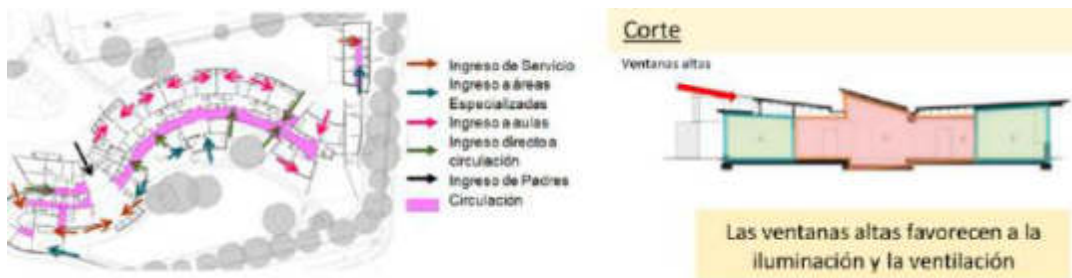 Ingreso de Servicio
Ingreso a áreas
Especializadas
Ingreso a aulas
Ingreso directo a
circulación
Ingreso de Padres
Circulación
Corte
Ventanas altas
Las ventanas altas favorecen a la
iluminación y la ventilación